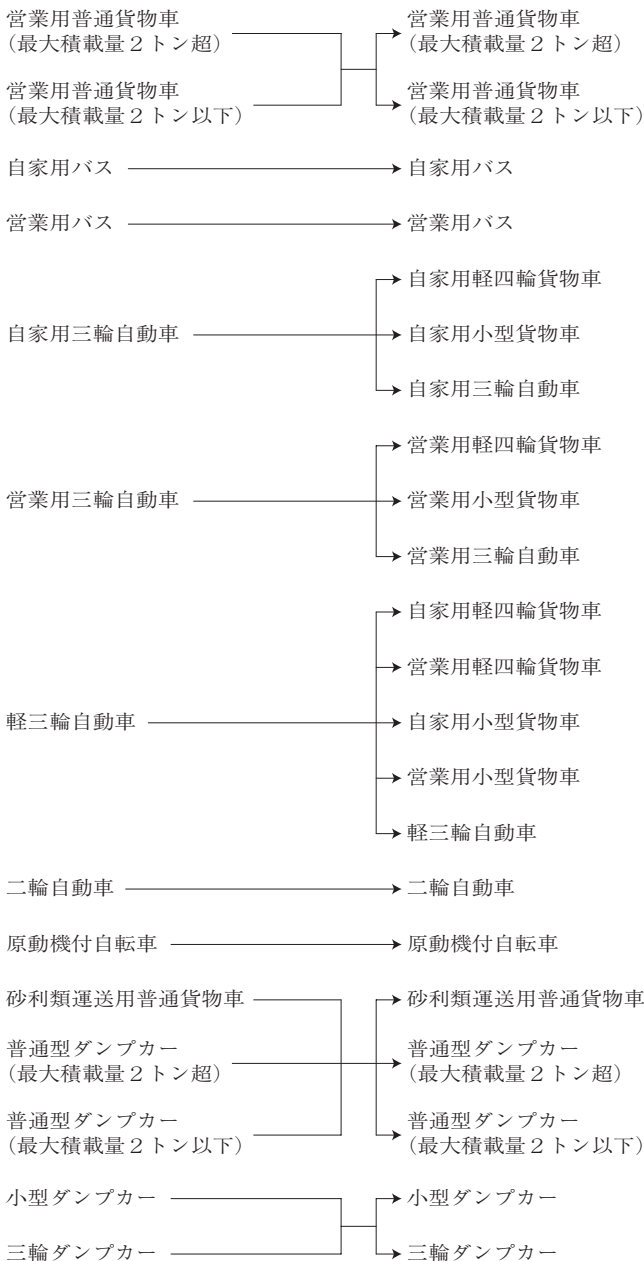 営業用普通貨物車
(最大積載量２トン超)
営業用普通貨物車
(最大積載量２トン超)
営業用普通貨物車
(最大積載量２トン以下)
営業用普通貨物車
(最大積載量２トン以下)
自家用バス
自家用バス
営業用バス
営業用バス
自家用三輪自動車
自家用軽四輪貨物車
自家用小型貨物車
自家用三輪自動車
営業用三輪自動車
営業用軽四輪貨物車
営業用小型貨物車
営業用三輪自動車
軽三輪自動車
自家用軽四輪貨物車
営業用軽四輪貨物車
自家用小型貨物車
営業用小型貨物車
軽三輪自動車
二輪自動車
二輪自動車
原動機付自転車
原動機付自転車
砂利類運送用普通貨物車
砂利類運送用普通貨物車
普通型ダンプカー
(最大積載量２トン超)
普通型ダンプカー
(最大積載量２トン超)
普通型ダンプカー
(最大積載量２トン以下)
普通型ダンプカー
(最大積載量２トン以下)
小型ダンプカー
小型ダンプカー
三輪ダンプカー
三輪ダンプカー